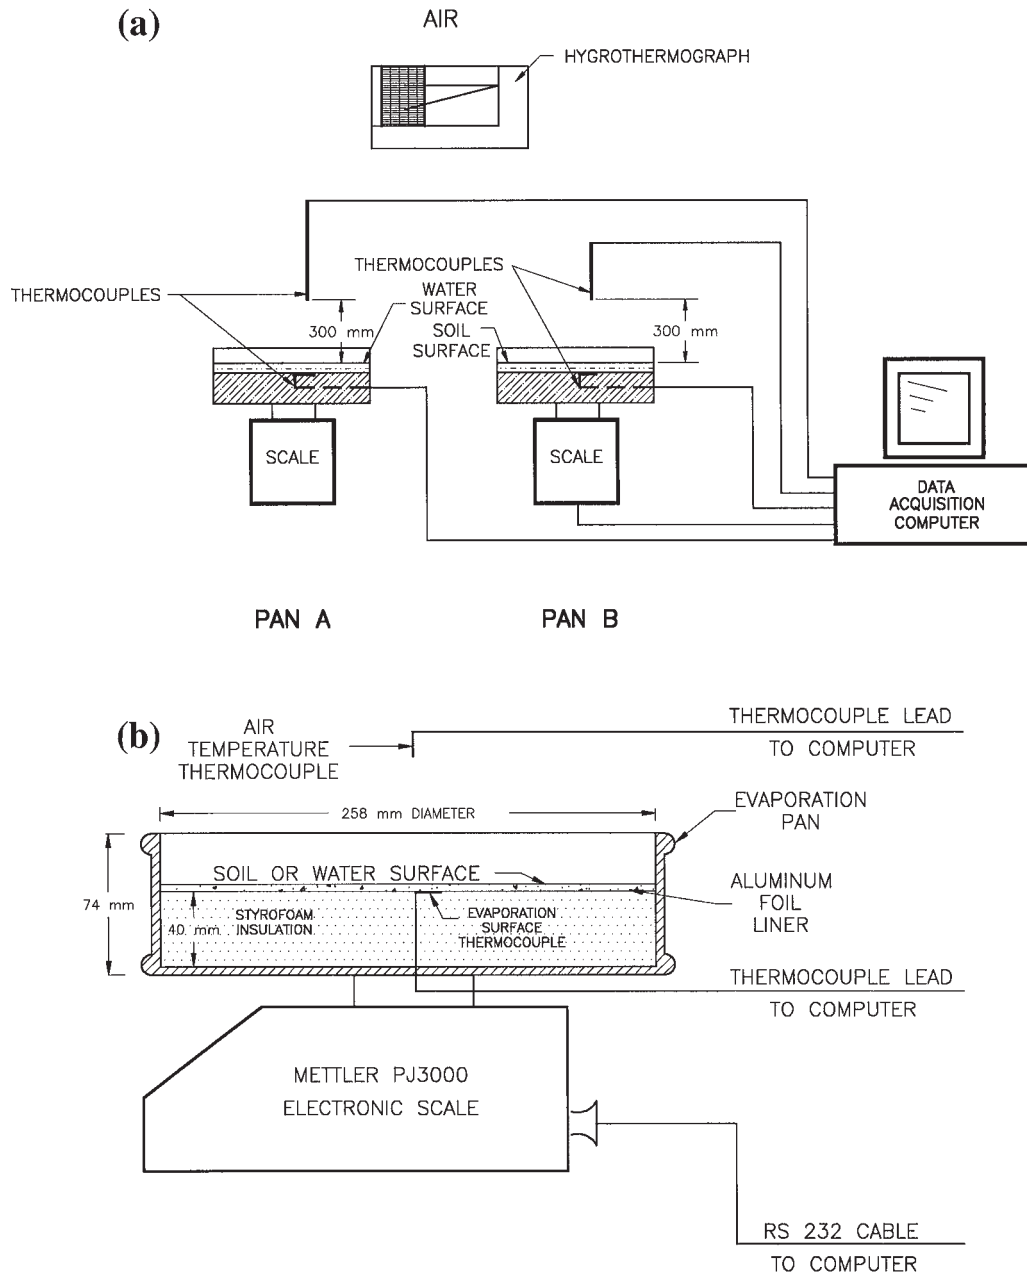 (a)
AIR
HYGROTHERMOGRAPH
THERMOCOUPLES
THERMOCOUPLES
WATER
SURFACE
300 mm
SOIL
SURFACE
300 mm
SCALE
SCALE
DATA
ACQUISITION
COMPUTER
PAN A
PAN B
(b)
AIR
TEMPERATURE
THERMOCOUPLE
THERMOCOUPLE LEAD
TO COMPUTER
258 mm DIAMETER
EVAPORATION
PAN
SOIL OR WATER SURFACE
74 mm
40 mm
STYROFOAM
INSULATION
EVAPORATION
SURFACE
THERMOCOUPLE
ALUMINUM
FOIL
LINER
THERMOCOUPLE LEAD
TO COMPUTER
METTLER PJ3000
ELECTRONIC SCALE
RS 232 CABLE
TO COMPUTER